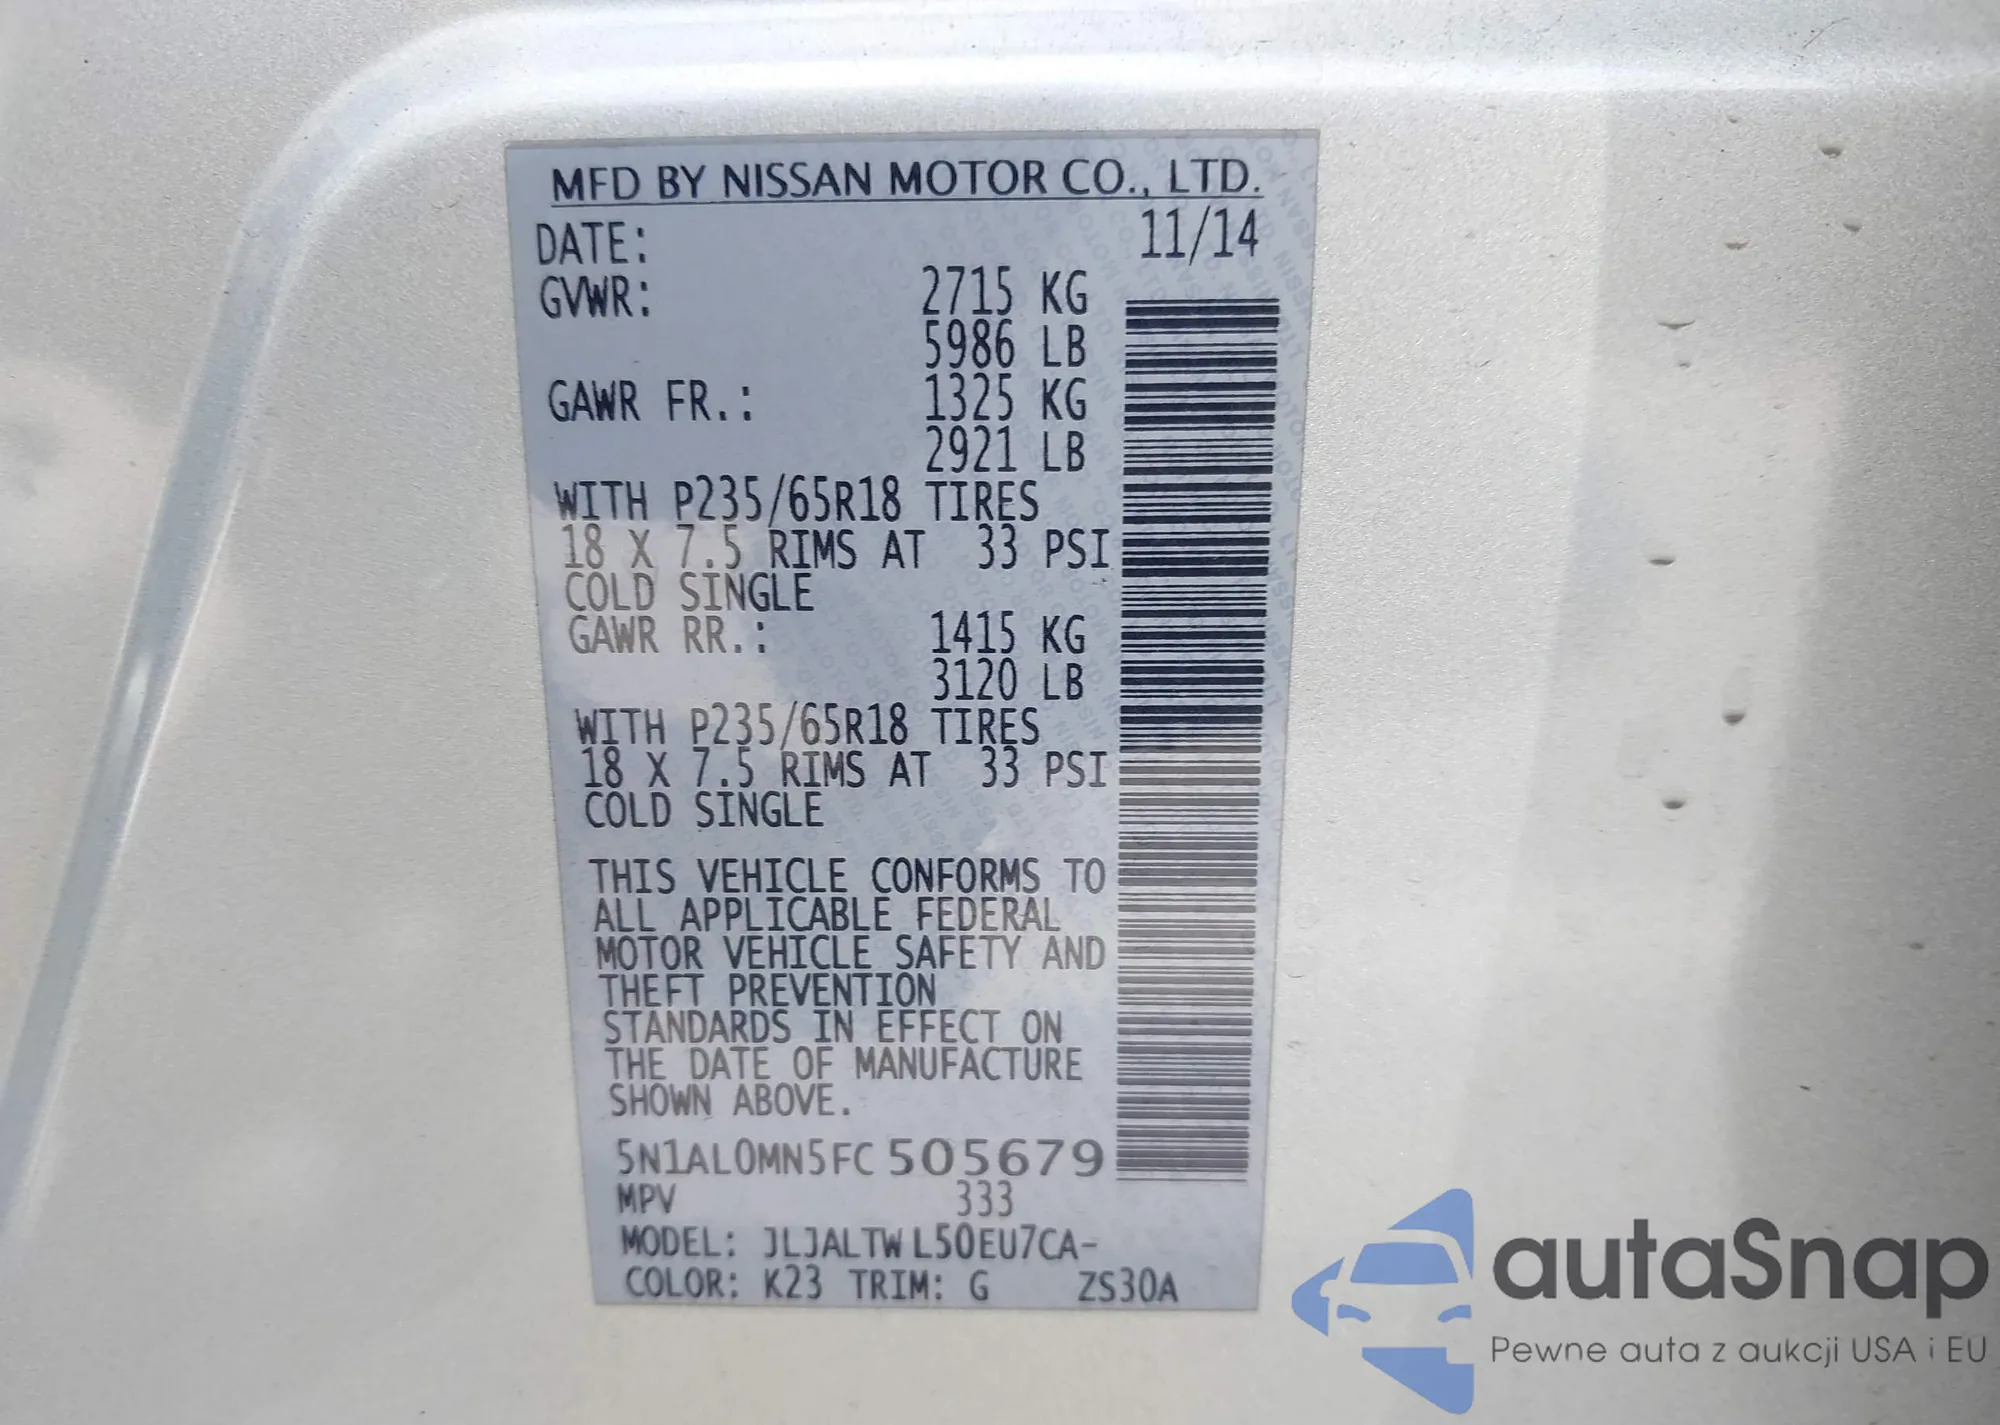 MFD BY NISSAN MOTOR CO., LTD.
DATE: 11/14
GVWR: 2715 KG
5986 LB
GAWR FR.: 1325 KG
2921 LB
WITH P235/65R18 TIRES
18 X 7.5 RIMS AT 33 PSI
COLD SINGLE
GAWR RR.: 1415 KG
3120 LB
WITH P235/65R18 TIRES
18 X 7.5 RIMS AT 33 PSI
COLD SINGLE
THIS VEHICLE CONFORMS TO
ALL APPLICABLE FEDERAL
MOTOR VEHICLE SAFETY AND
THEFT PREVENTION
STANDARDS IN EFFECT ON
THE DATE OF MANUFACTURE
SHOWN ABOVE.
5N1AL0MN5FC505679
MPV 333
MODEL: JLJALTWL50EU7CA-
COLOR: K23 TRIM: G ZS30A
autaSnap
Pewne auta z aukcji USA i EU